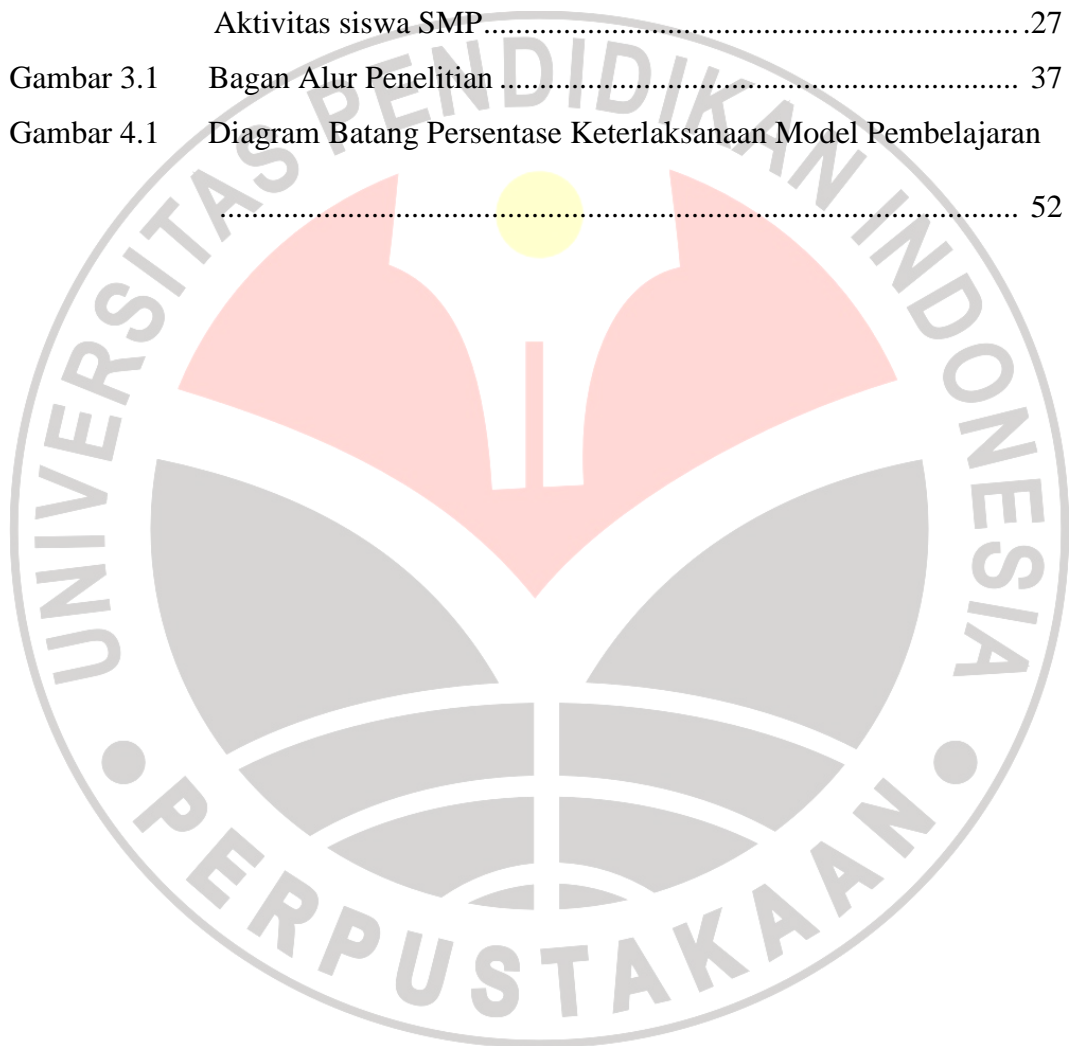 Aktivitas siswa SMP.....................................................................27
Gambar 3.1 Bagan Alur Penelitian .................................................................. 37
Gambar 4.1 Diagram Batang Persentase Keterlaksanaan Model Pembelajaran
...................................................................................................... 52
UNIVERSITAS PENDIDIKAN INDONESIA
PERPUSTAKAAN